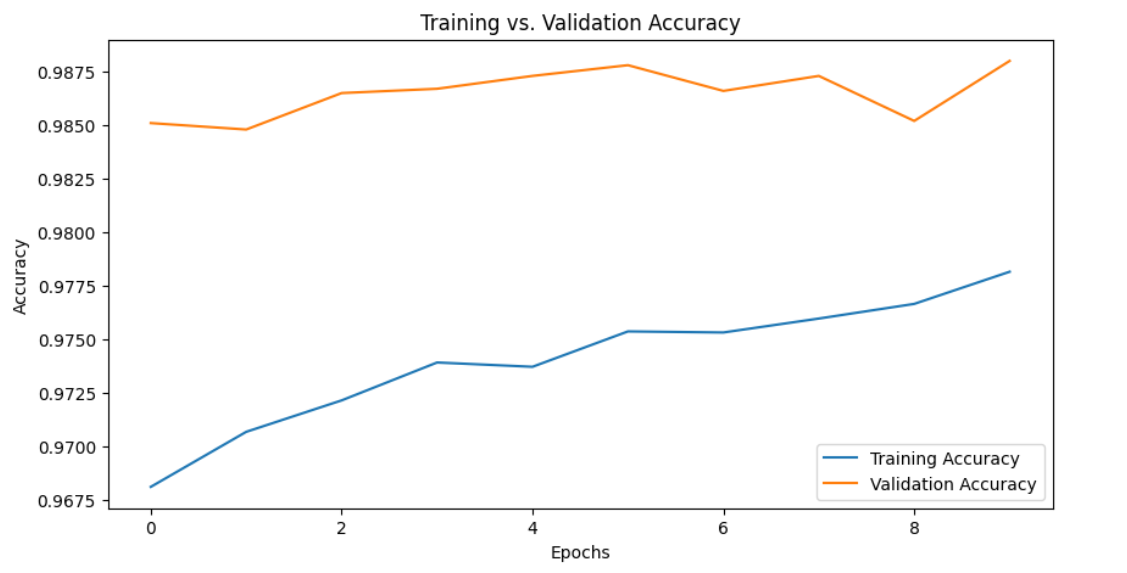 Training vs. Validation Accuracy
Accuracy
0.9875
0.9850
0.9825
0.9800
0.9775
0.9750
0.9725
0.9700
0.9675
Training Accuracy
Validation Accuracy
0 2 4 6 8
Epochs